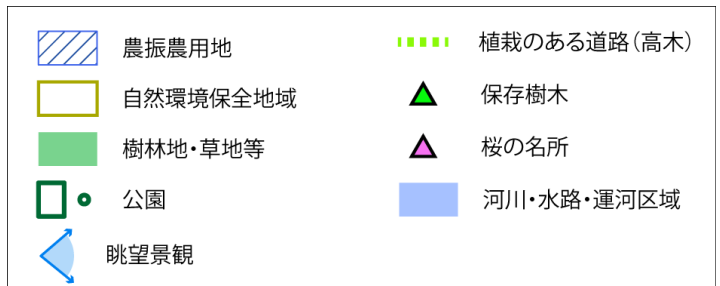 農振農用地
自然環境保全地域
樹林地・草地等
公園
眺望景観
植栽のある道路（高木）
保存樹木
桜の名所
河川・水路・運河区域